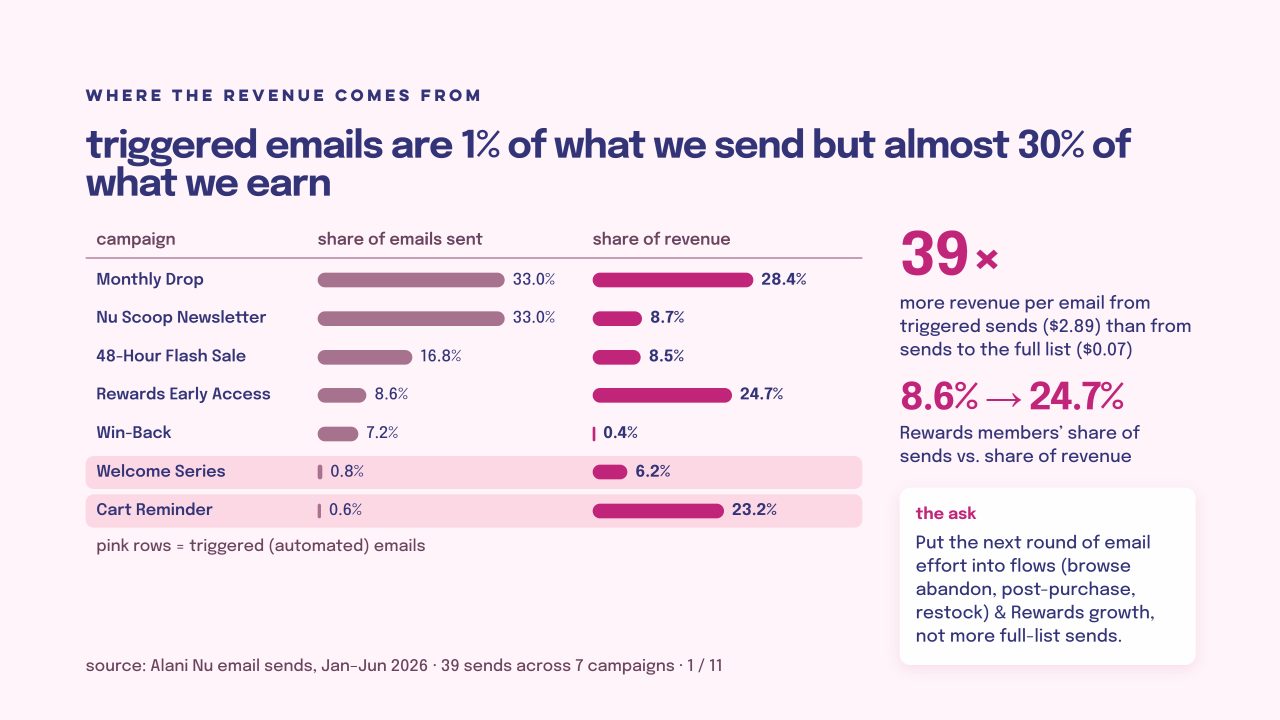 WHERE THE REVENUE COMES FROM
triggered emails are 1% of what we send but almost 30% of
what we earn
campaign share of emails sent share of revenue
Monthly Drop 33.0% 28.4%
Nu Scoop Newsletter 33.0% 8.7%
48-Hour Flash Sale 16.8% 8.5%
Rewards Early Access 8.6% 24.7%
Win-Back 7.2% 0.4%
Welcome Series 0.8% 6.2%
Cart Reminder 0.6% 23.2%
pink rows = triggered (automated) emails
39×
more revenue per email from
triggered sends ($2.89) than from
sends to the full list ($0.07)
8.6% → 24.7%
Rewards members’ share of
sends vs. share of revenue
the ask
Put the next round of email
effort into flows (browse
abandon, post-purchase,
restock) & Rewards growth,
not more full-list sends.
source: Alani Nu email sends, Jan–Jun 2026 · 39 sends across 7 campaigns · 1 / 11